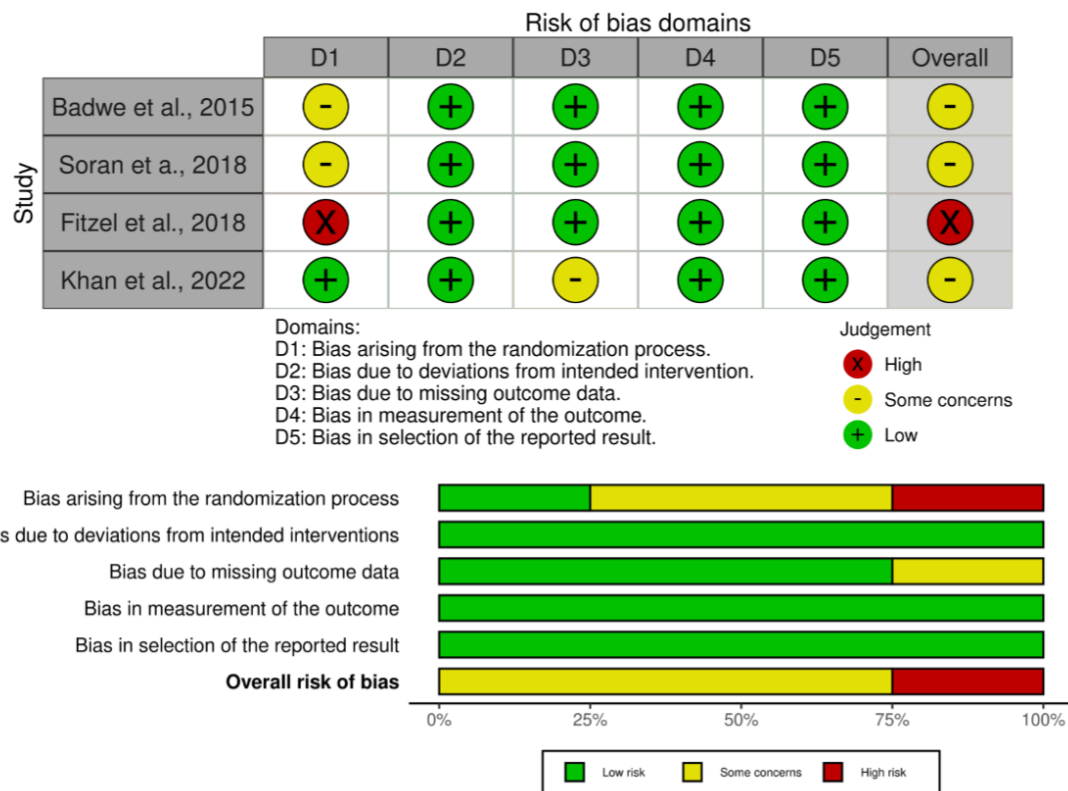 Risk of bias domains
D1 D2 D3 D4 D5 Overall
Study
Badwe et al., 2015 - + + + + -
Soran et a., 2018 - + + + + -
Fitzel et al., 2018 X + + + + X
Khan et al., 2022 + + - + + -
Domains:
D1: Bias arising from the randomization process.
D2: Bias due to deviations from intended intervention.
D3: Bias due to missing outcome data.
D4: Bias in measurement of the outcome.
D5: Bias in selection of the reported result.
Judgement
X High
- Some concerns
+ Low
Bias arising from the randomization process
s due to deviations from intended interventions
Bias due to missing outcome data
Bias in measurement of the outcome
Bias in selection of the reported result
Overall risk of bias
0% 25% 50% 75% 100%
Low risk Some concerns High risk